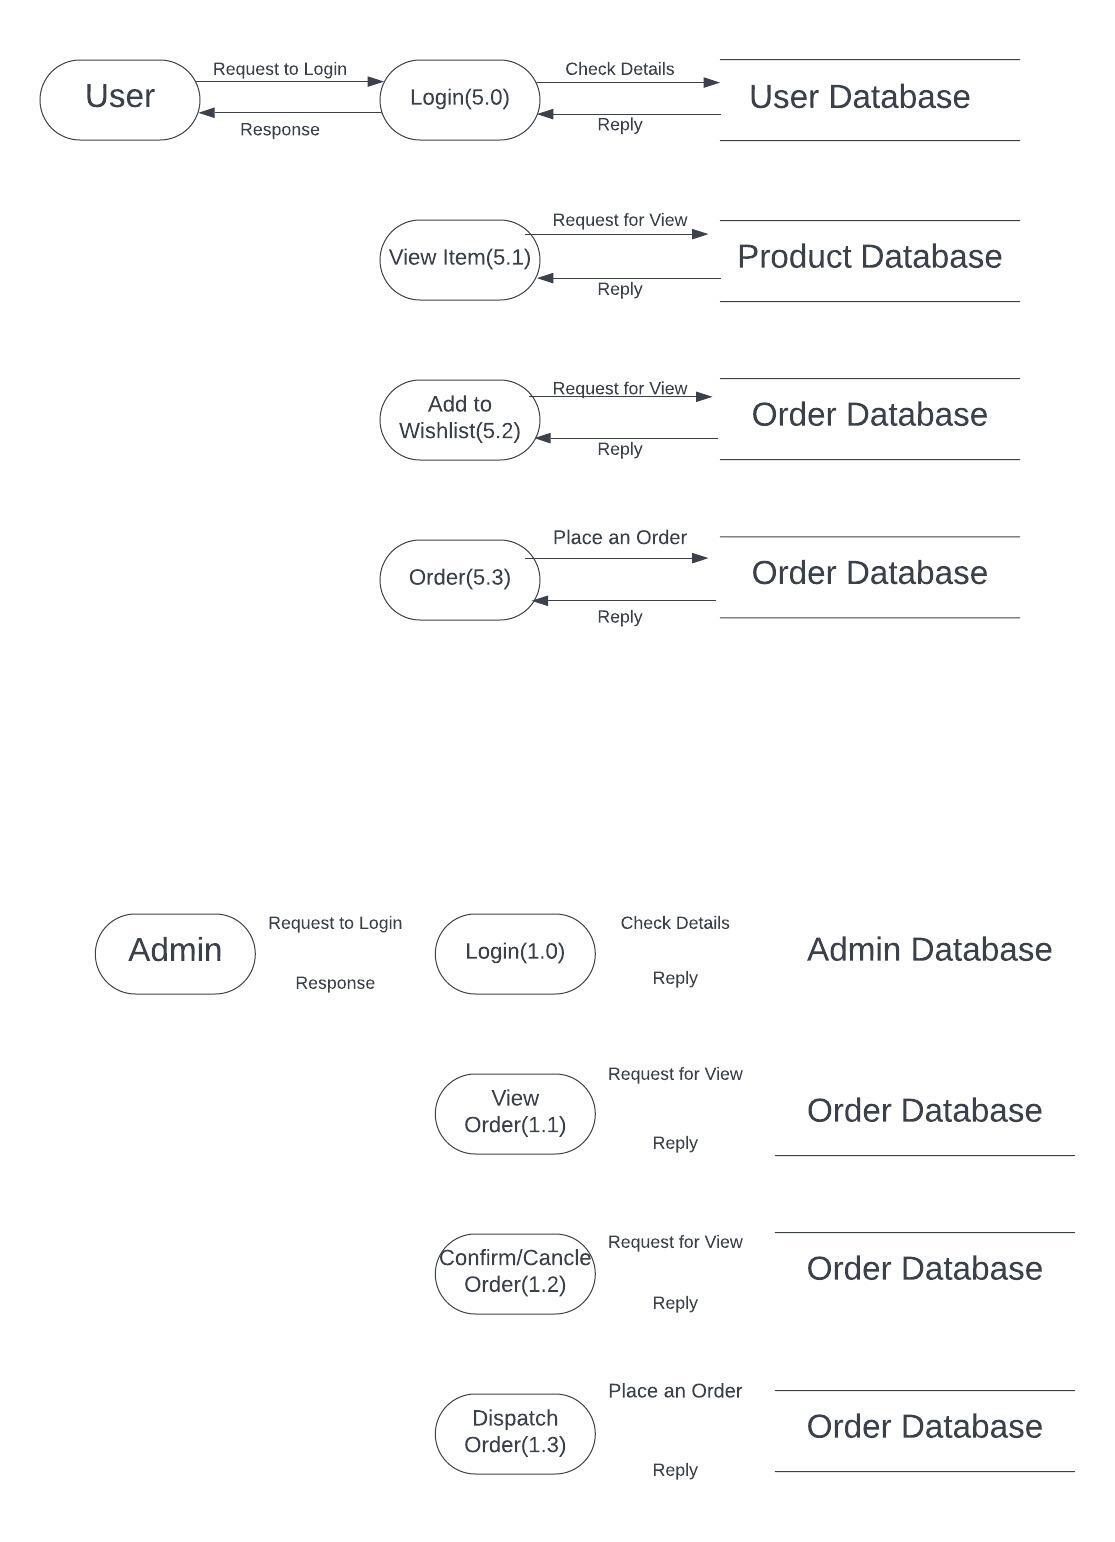 User
Request to Login
Response
Login(5.0)
Check Details
Reply
User Database
View Item(5.1)
Request for View
Reply
Product Database
Add to
Wishlist(5.2)
Request for View
Reply
Order Database
Order(5.3)
Place an Order
Reply
Order Database
Admin
Request to Login
Response
Login(1.0)
Check Details
Reply
Admin Database
View
Order(1.1)
Request for View
Reply
Order Database
Confirm/Cancle
Order(1.2)
Request for View
Reply
Order Database
Dispatch
Order(1.3)
Place an Order
Reply
Order Database